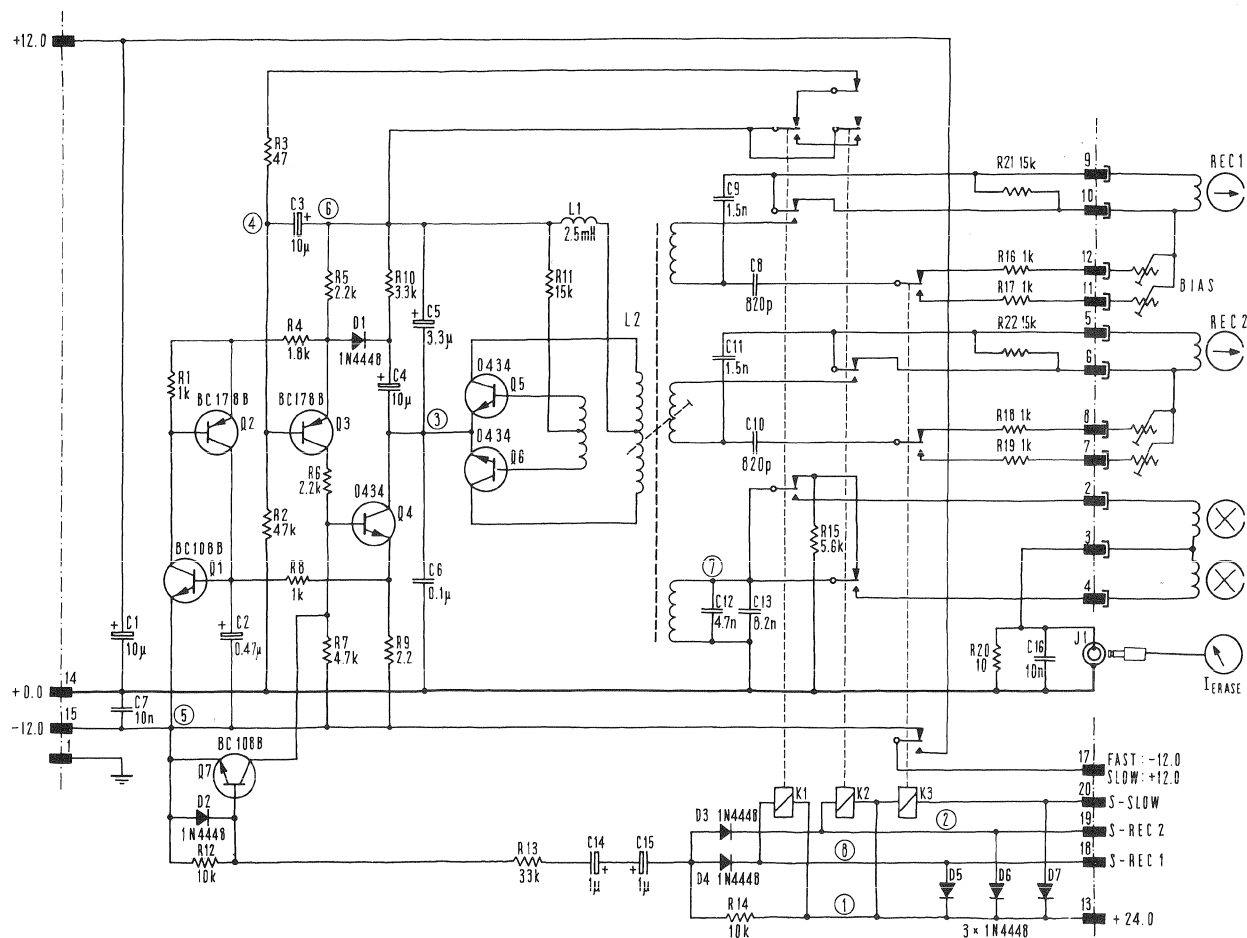 +12.0
R3
47
C3
+
10µ
4
6
R5
2.2k
R10
3.3k
+
C5
3.3µ
L1
2.5mH
R11
15k
L2
R4
1.8k
D1
1N4448
R1
1k
+
C4
10µ
BC178B
Q2
BC178B
Q3
3
0434
Q5
0434
Q6
R6
2.2k
0434
Q4
R2
47k
BC108B
Q1
R8
1k
C6
0.1µ
+
C1
10µ
+
C2
0.47µ
R7
4.7k
R9
2.2
+0.0
14
C7
10n
5
-12.0
15
1
BC108B
Q7
D2
1N4448
R12
10k
R13
33k
C14
+
1µ
C15
+
1µ
D3 1N4448
D4 1N4448
R14
10k
C9
1.5n
C8
820p
R21 15k
9
10
REC1
R16 1k
12
R17 1k
11
BIAS
C11
1.5n
C10
820p
R22 15k
5
6
REC2
R18 1k
8
R19 1k
7
2
R15
5.6k
3
4
7
C12
4.7n
C13
8.2n
R20
10
C16
10n
J1
IERASE
17
FAST: -12.0
SLOW: +12.0
K1
K2
K3
20
S-SLOW
2
19
S-REC 2
8
18
S-REC 1
D5
D6
D7
1
13
+24.0
3 × 1N4448